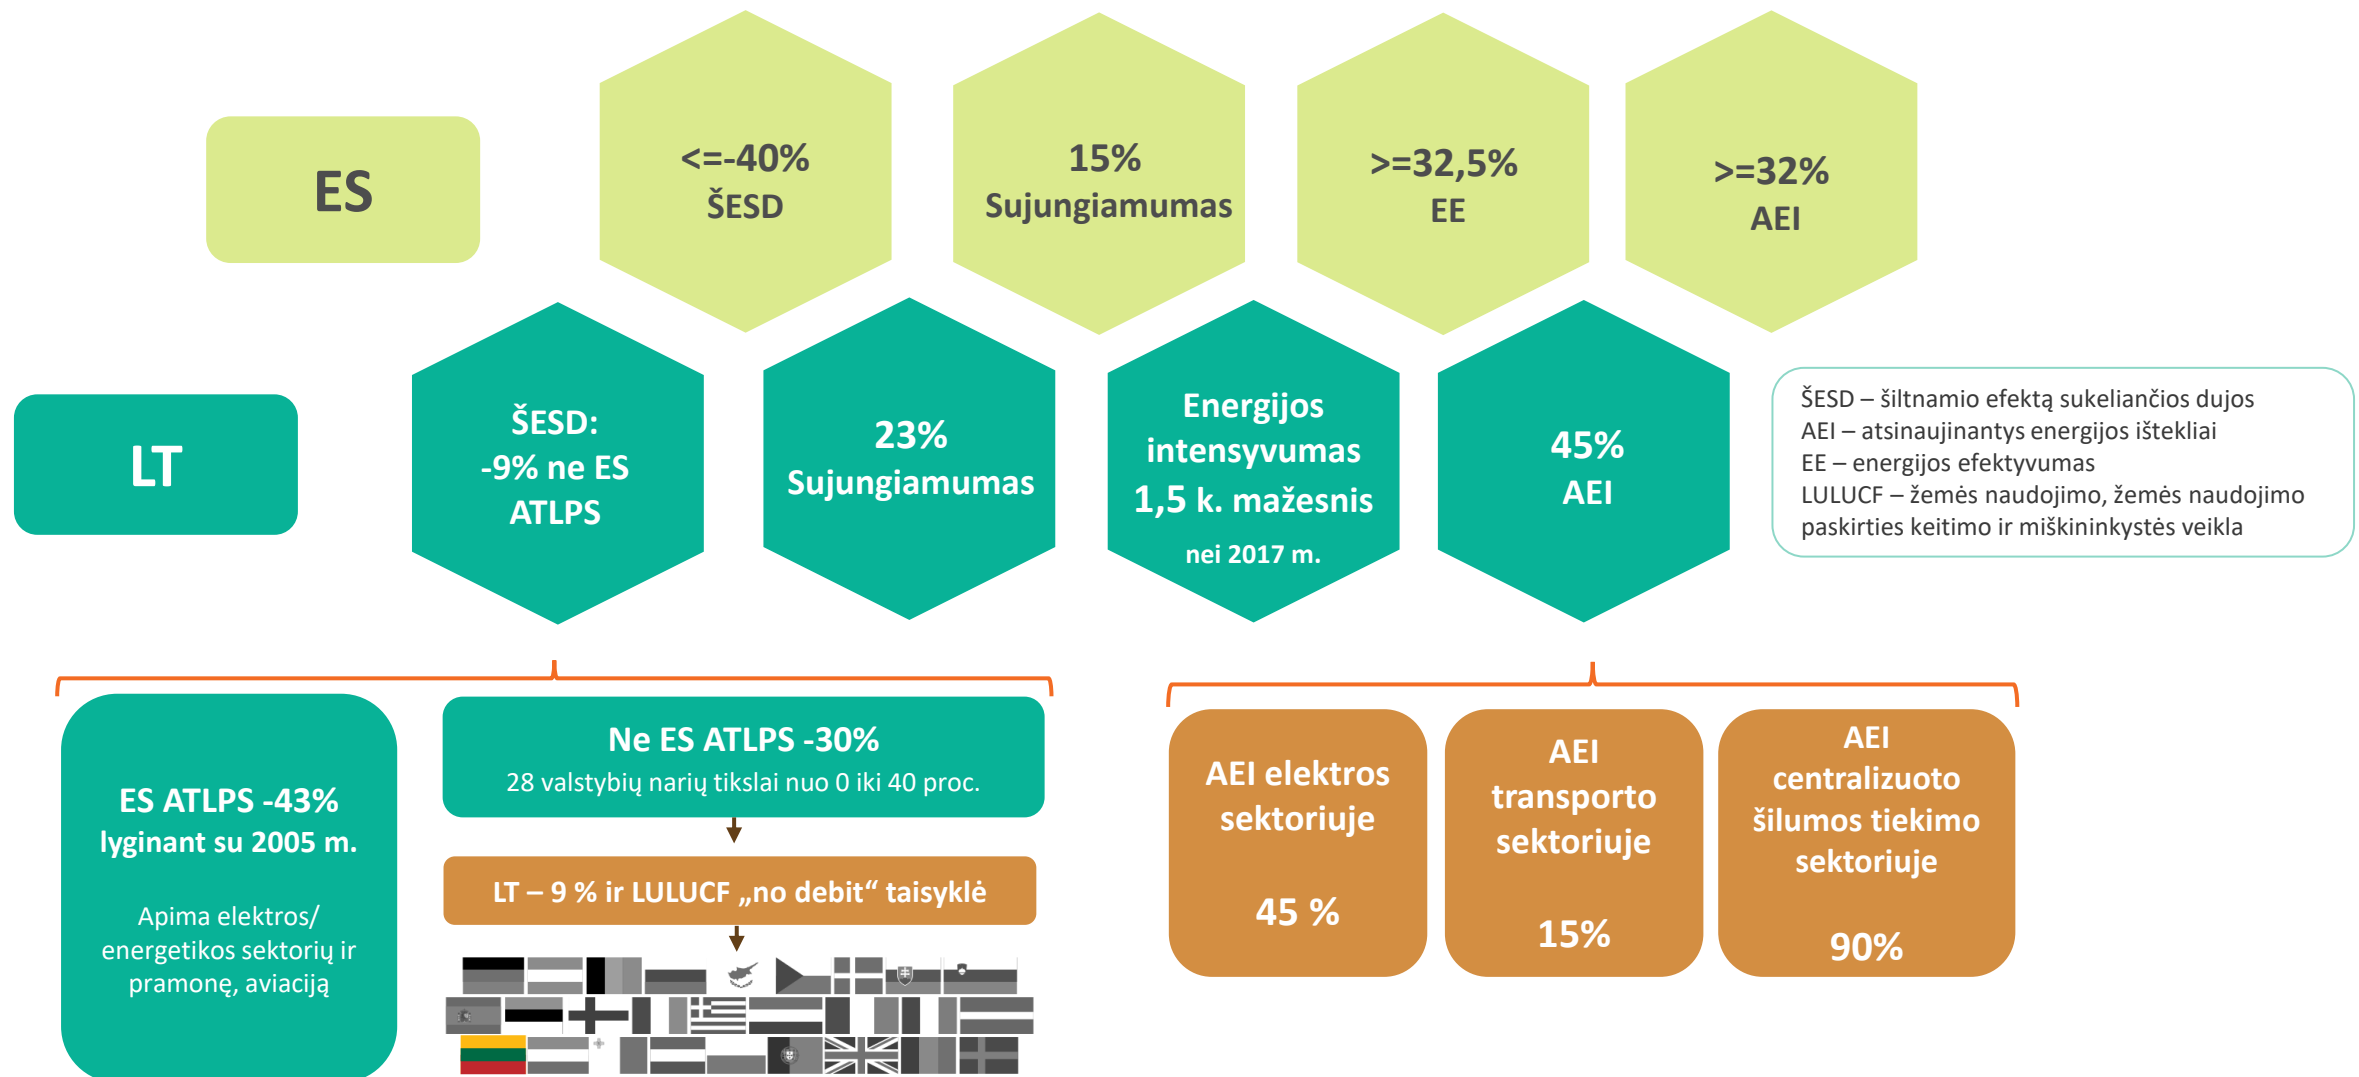 ES
<=-40%
ŠESD
15%
Sujungiamumas
>=32,5%
EE
>=32%
AEI
LT
ŠESD:
-9% ne ES
ATLPS
23%
Sujungiamumas
Energijos
intensyvumas
1,5 k. mažesnis
nei 2017 m.
45%
AEI
ŠESD – šiltnamio efektą sukeliančios dujos
AEI – atsinaujinantys energijos ištekliai
EE – energijos efektyvumas
LULUCF – žemės naudojimo, žemės naudojimo
paskirties keitimo ir miškininkystės veikla
ES ATLPS -43%
lyginant su 2005 m.
Apima elektros/
energetikos sektorių ir
pramonę, aviaciją
Ne ES ATLPS -30%
28 valstybių narių tikslai nuo 0 iki 40 proc.
LT – 9 % ir LULUCF „no debit“ taisyklė
AEI elektros
sektoriuje
45 %
AEI
transporto
sektoriuje
15%
AEI
centralizuoto
šilumos tiekimo
sektoriuje
90%